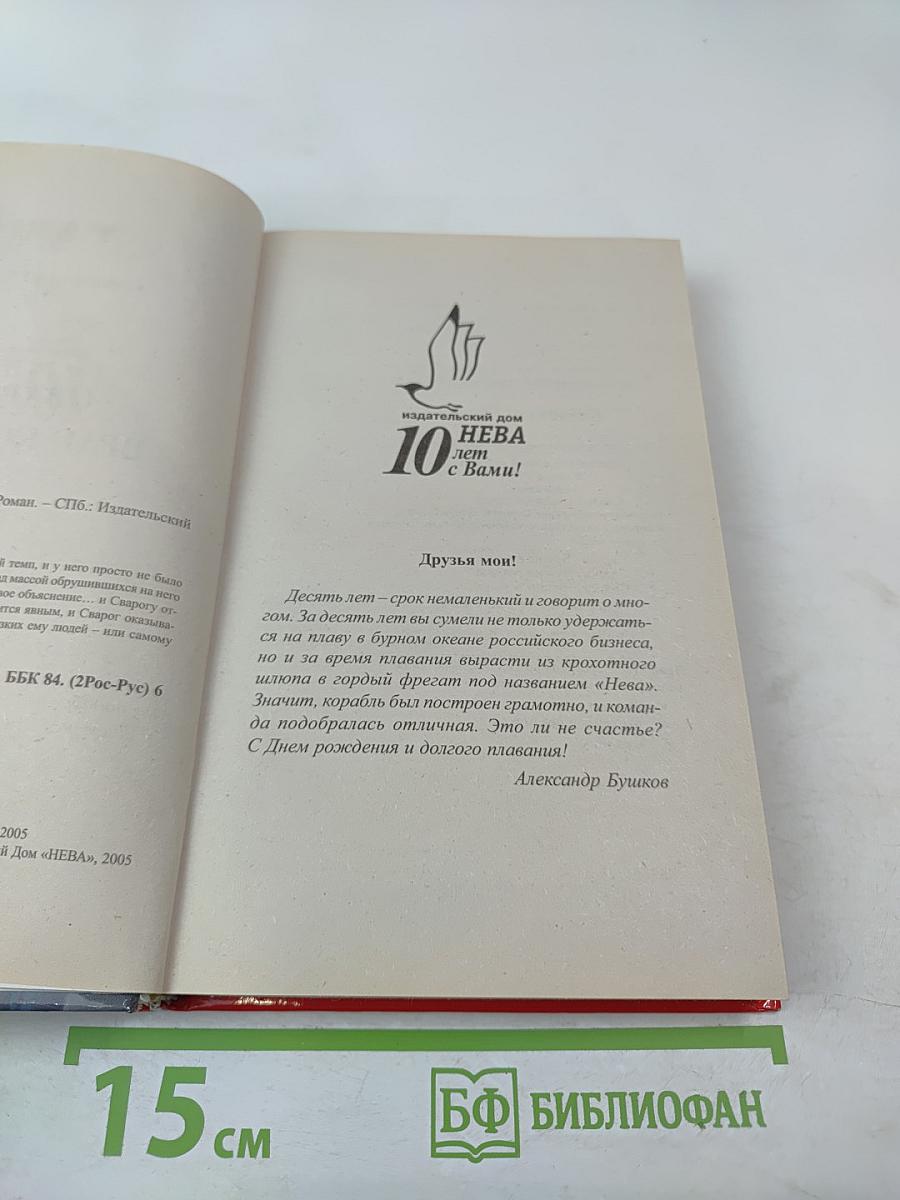 Роман. – СПб.: Издательский
й темп, и у него просто не было
д массой обрушившихся на него
вое объяснение... и Сварогу от-
ится явным, и Сварог оказыва-
зких ему людей – или самому
ББК 84. (2Рос-Рус) 6
2005
й Дом «НЕВА», 2005
издательский дом
НЕВА
10 лет
с Вами!
Друзья мои!
Десять лет – срок немаленький и говорит о мно-
гом. За десять лет вы сумели не только удержать-
ся на плаву в бурном океане российского бизнеса,
но и за время плавания вырасти из крохотного
шлюпа в гордый фрегат под названием «Нева».
Значит, корабль был построен грамотно, и коман-
да подобралась отличная. Это ли не счастье?
С Днем рождения и долгого плавания!
Александр Бушков
15 см
БФ БИБЛИОФАН